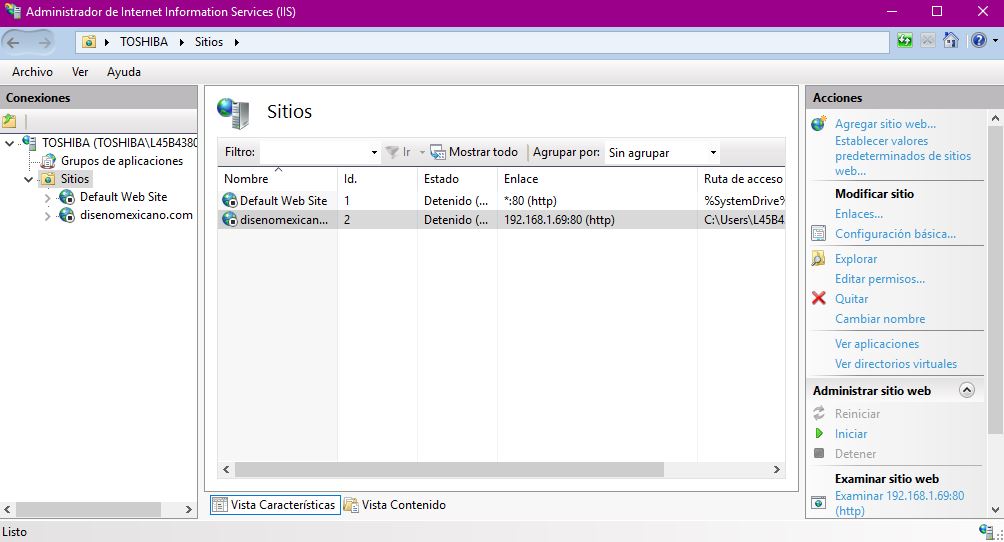 Administrador de Internet Information Services (IIS)
TOSHIBA Sitios
Archivo Ver Ayuda
Conexiones
TOSHIBA (TOSHIBA\L45B4380
Grupos de aplicaciones
Sitios
Default Web Site
disenomexicano.com
Sitios
Filtro: Ir Mostrar todo Agrupar por: Sin agrupar
Nombre Id. Estado Enlace Ruta de acceso
Default Web Site 1 Detenido (... *:80 (http) %SystemDrive%
disenomexican... 2 Detenido (... 192.168.1.69:80 (http) C:\Users\L45B4
Vista Características Vista Contenido
Acciones
Agregar sitio web...
Establecer valores
predeterminados de sitios
web...
Modificar sitio
Enlaces...
Configuración básica...
Explorar
Editar permisos...
Quitar
Cambiar nombre
Ver aplicaciones
Ver directorios virtuales
Administrar sitio web
Reiniciar
Iniciar
Detener
Examinar sitio web
Examinar 192.168.1.69:80
(http)
Listo